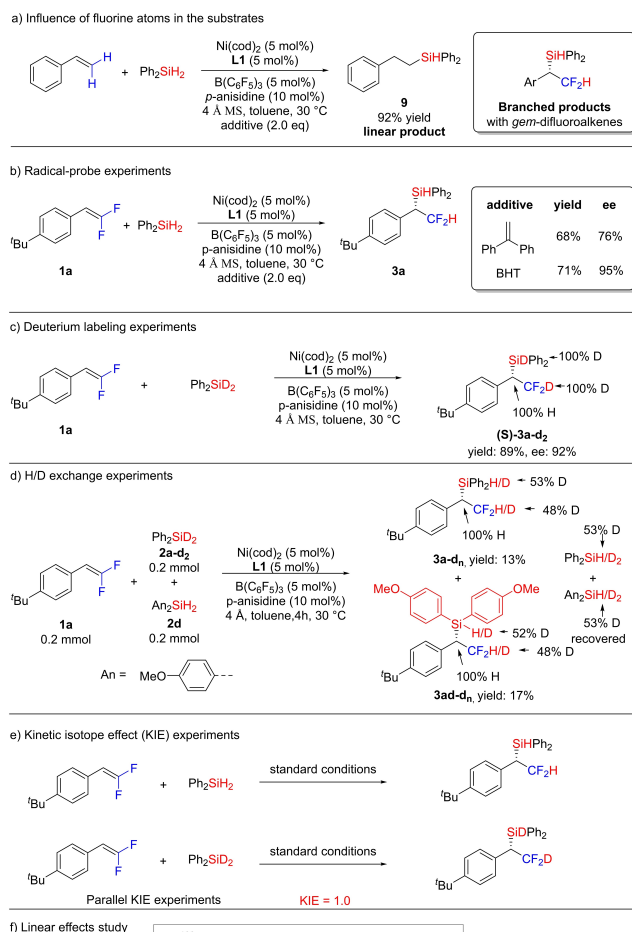 a) Influence of fluorine atoms in the substrates
H
H
+
Ph2SiH2
Ni(cod)2 (5 mol%)
L1 (5 mol%)
B(C6F5)3 (5 mol%)
p-anisidine (10 mol%)
4 Å MS, toluene, 30 °C
additive (2.0 eq)
SiHPh2
9
92% yield
linear product
SiHPh2
Ar
CF2H
Branched products
with gem-difluoroalkenes
b) Radical-probe experiments
F
F
tBu
1a
+ Ph2SiH2
Ni(cod)2 (5 mol%)
L1 (5 mol%)
B(C6F5)3 (5 mol%)
p-anisidine (10 mol%)
4 Å MS, toluene, 30 °C
additive (2.0 eq)
SiHPh2
CF2H
tBu
3a
additive yield ee
Ph Ph 68% 76%
BHT 71% 95%
c) Deuterium labeling experiments
F
F
tBu
1a
+
Ph2SiD2
Ni(cod)2 (5 mol%)
L1 (5 mol%)
B(C6F5)3 (5 mol%)
p-anisidine (10 mol%)
4 Å MS, toluene, 30 °C
SiDPh2 100% D
CF2D 100% D
100% H
tBu
(S)-3a-d2
yield: 89%, ee: 92%
d) H/D exchange experiments
F
F
tBu
1a
0.2 mmol
+
Ph2SiD2
2a-d2
0.2 mmol
+
An2SiH2
2d
0.2 mmol
An =
MeO
Ni(cod)2 (5 mol%)
L1 (5 mol%)
B(C6F5)3 (5 mol%)
p-anisidine (10 mol%)
4 Å, toluene,4h, 30 °C
SiPh2H/D 53% D
CF2H/D 48% D
100% H
tBu
3a-dn, yield: 13%
+
MeO
OMe
Si
H/D 52% D
CF2H/D 48% D
100% H
tBu
3ad-dn, yield: 17%
53% D
Ph2SiH/D2
+
An2SiH/D2
53% D
recovered
e) Kinetic isotope effect (KIE) experiments
F
F
tBu
+
Ph2SiH2
standard conditions
SiHPh2
CF2H
tBu
F
F
tBu
+
Ph2SiD2
standard conditions
SiDPh2
CF2D
tBu
Parallel KIE experiments
KIE = 1.0
f) Linear effects study